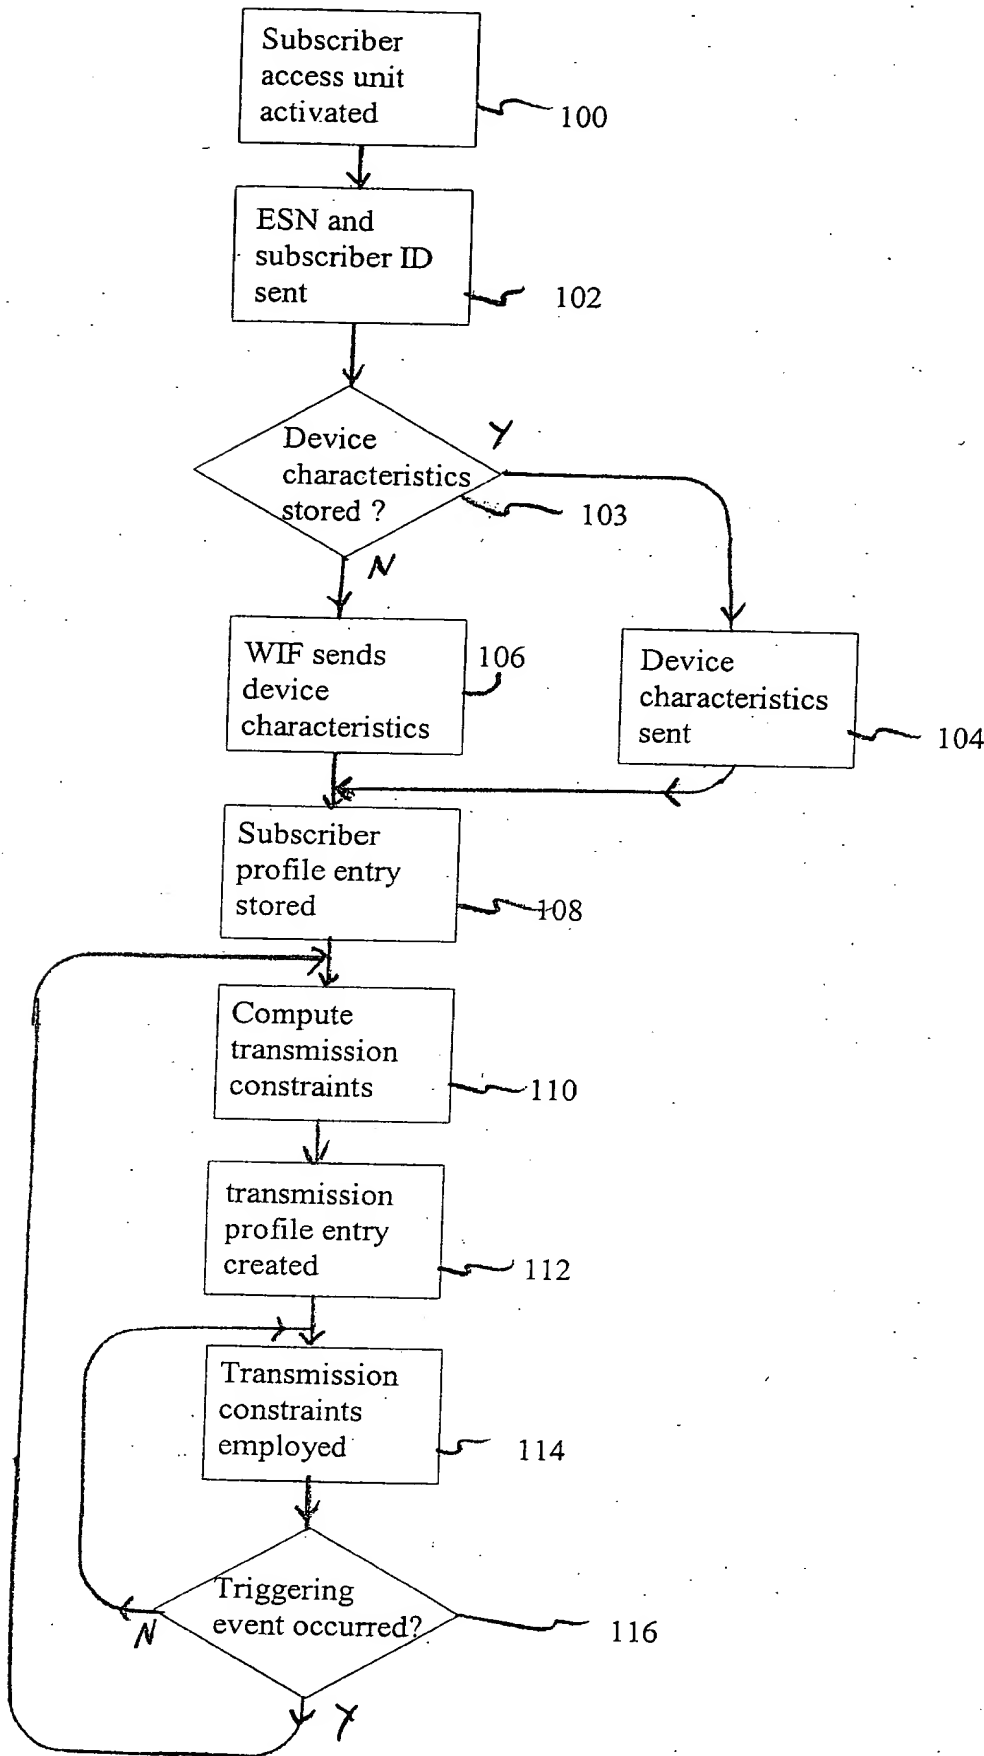 Subscriber
access unit
activated
100
ESN and
subscriber ID
sent
102
Device
characteristics
stored ?
Y
103
N
WIF sends
device
characteristics
106
Device
characteristics
sent
104
Subscriber
profile entry
stored
108
Compute
transmission
constraints
110
transmission
profile entry
created
112
Transmission
constraints
employed
114
Triggering
event occurred?
N
116
Y